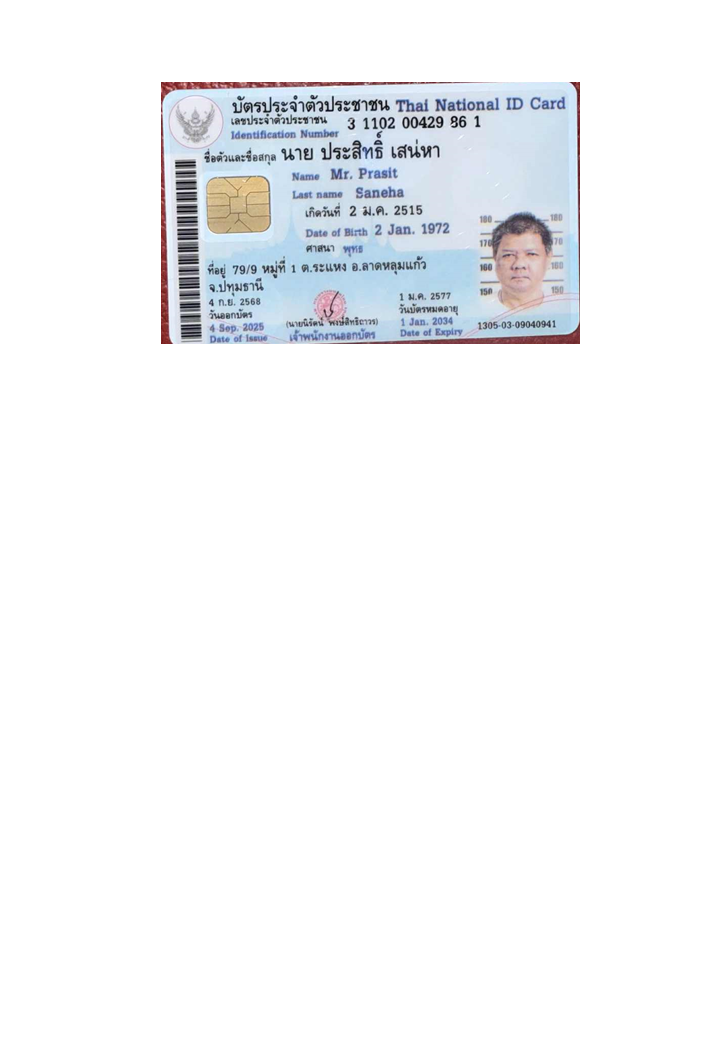 บัตรประจำตัวประชาชน Thai National ID Card
เลขประจำตัวประชาชน 3 1102 00429 86 1
Identification Number
ชื่อตัวและชื่อสกุล นาย ประสิทธิ์ เสน่หา
Name Mr. Prasit
Last name Saneha
เกิดวันที่ 2 ม.ค. 2515
Date of Birth 2 Jan. 1972
ศาสนา พุทธ
ที่อยู่ 79/9 หมู่ที่ 1 ต.ระแหง อ.ลาดหลุมแก้ว
จ.ปทุมธานี
4 ก.ย. 2568
วันออกบัตร
4 Sep. 2025
Date of Issue
(นายนิรัตน์ พงษ์สิทธิถาวร)
เจ้าพนักงานออกบัตร
1 ม.ค. 2577
วันบัตรหมดอายุ
1 Jan. 2034
Date of Expiry
180 180
170 170
160 160
150 150
1305-03-09040941